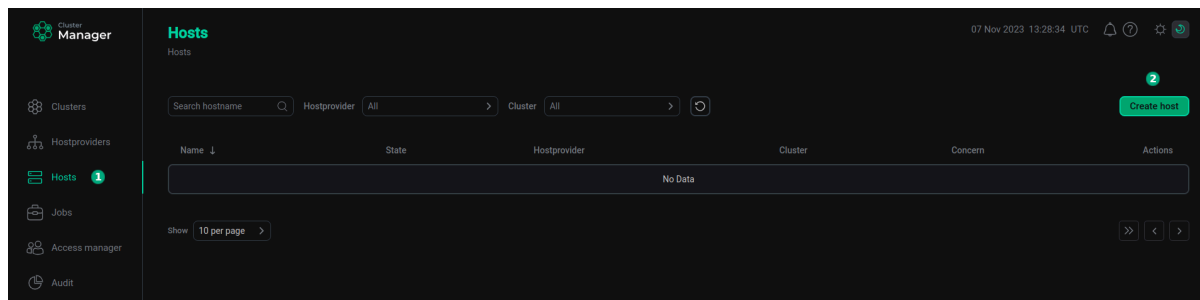 Cluster
Manager
Hosts
Hosts
07 Nov 2023 13:28:34 UTC
2
Clusters
Search hostname
Hostprovider
All
Cluster
All
Create host
Hostproviders
Name
State
Hostprovider
Cluster
Concern
Actions
Hosts
1
No Data
Jobs
Show
10 per page
Access manager
Audit